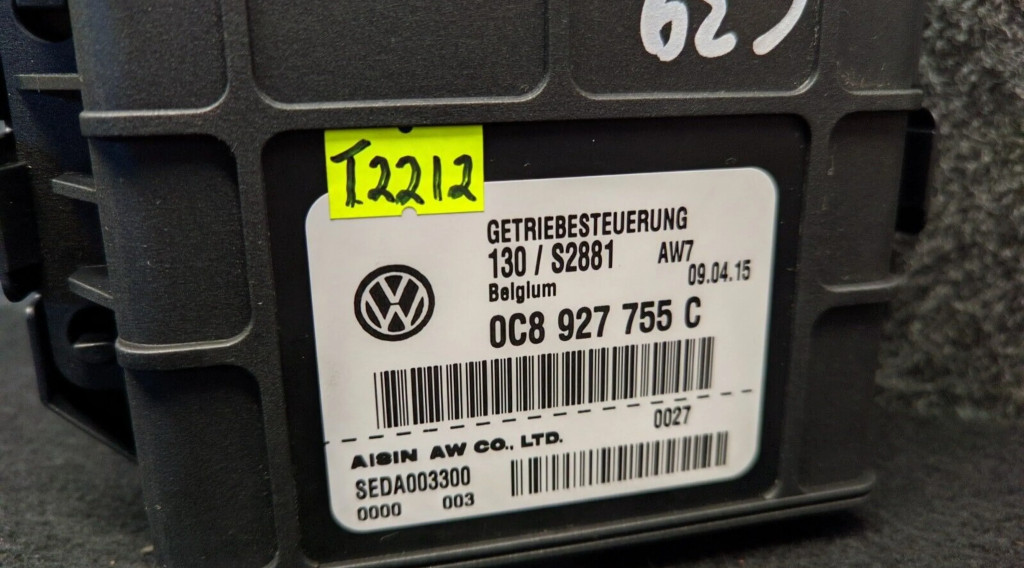 629
T2212
GETRIEBESTEUERUNG
130 / S2881 AW7
09.04.15
Belgium
0C8 927 755 C
0027
AISIN AW CO., LTD.
SEDA003300
0000 003